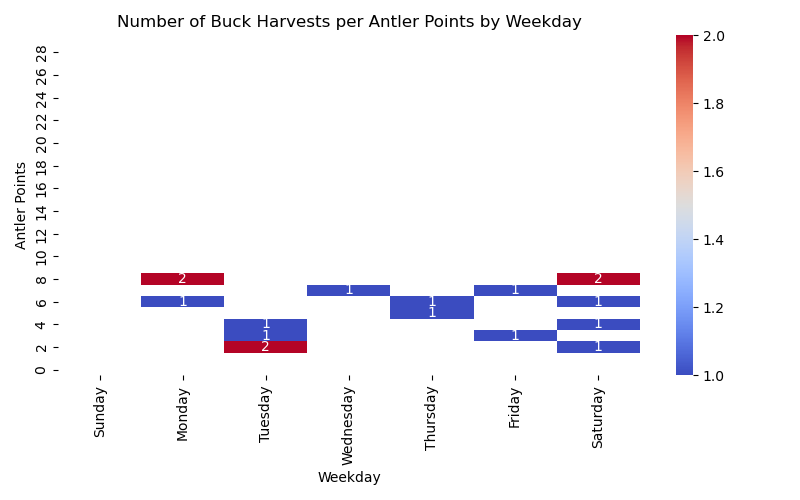 Number of Buck Harvests per Antler Points by Weekday
2.0
28
26
1.8
24
22
20
1.6
18
16
Antler Points
14
1.4
12
10
8 2 2
1 1
1.2
6 1 1 1
1
4 1 1
1 1
2 2 1
0
1.0
Sunday Monday Tuesday Wednesday Thursday Friday Saturday
Weekday